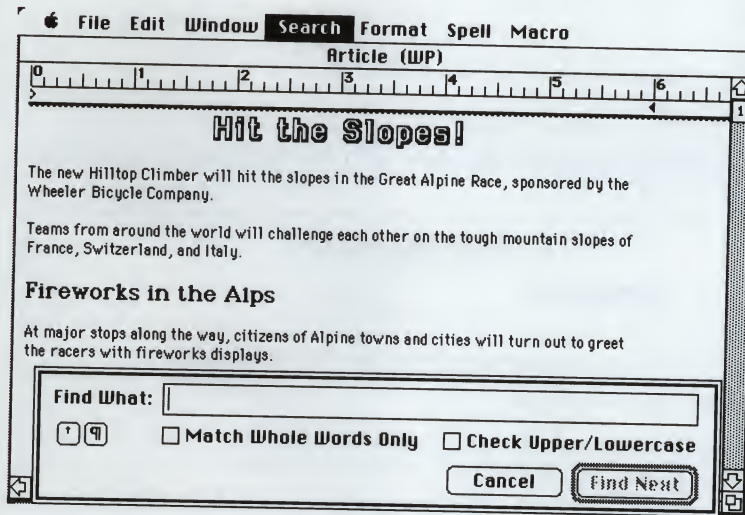 File Edit Window Search Format Spell Macro
Article (WP)
0 1 2 3 4 5 6
1
Hit the Slopes!
The new Hilltop Climber will hit the slopes in the Great Alpine Race, sponsored by the
Wheeler Bicycle Company.
Teams from around the world will challenge each other on the tough mountain slopes of
France, Switzerland, and Italy.
Fireworks in the Alps
At major stops along the way, citizens of Alpine towns and cities will turn out to greet
the racers with fireworks displays.
Find What:
¶ Match Whole Words Only Check Upper/Lowercase
Cancel Find Next